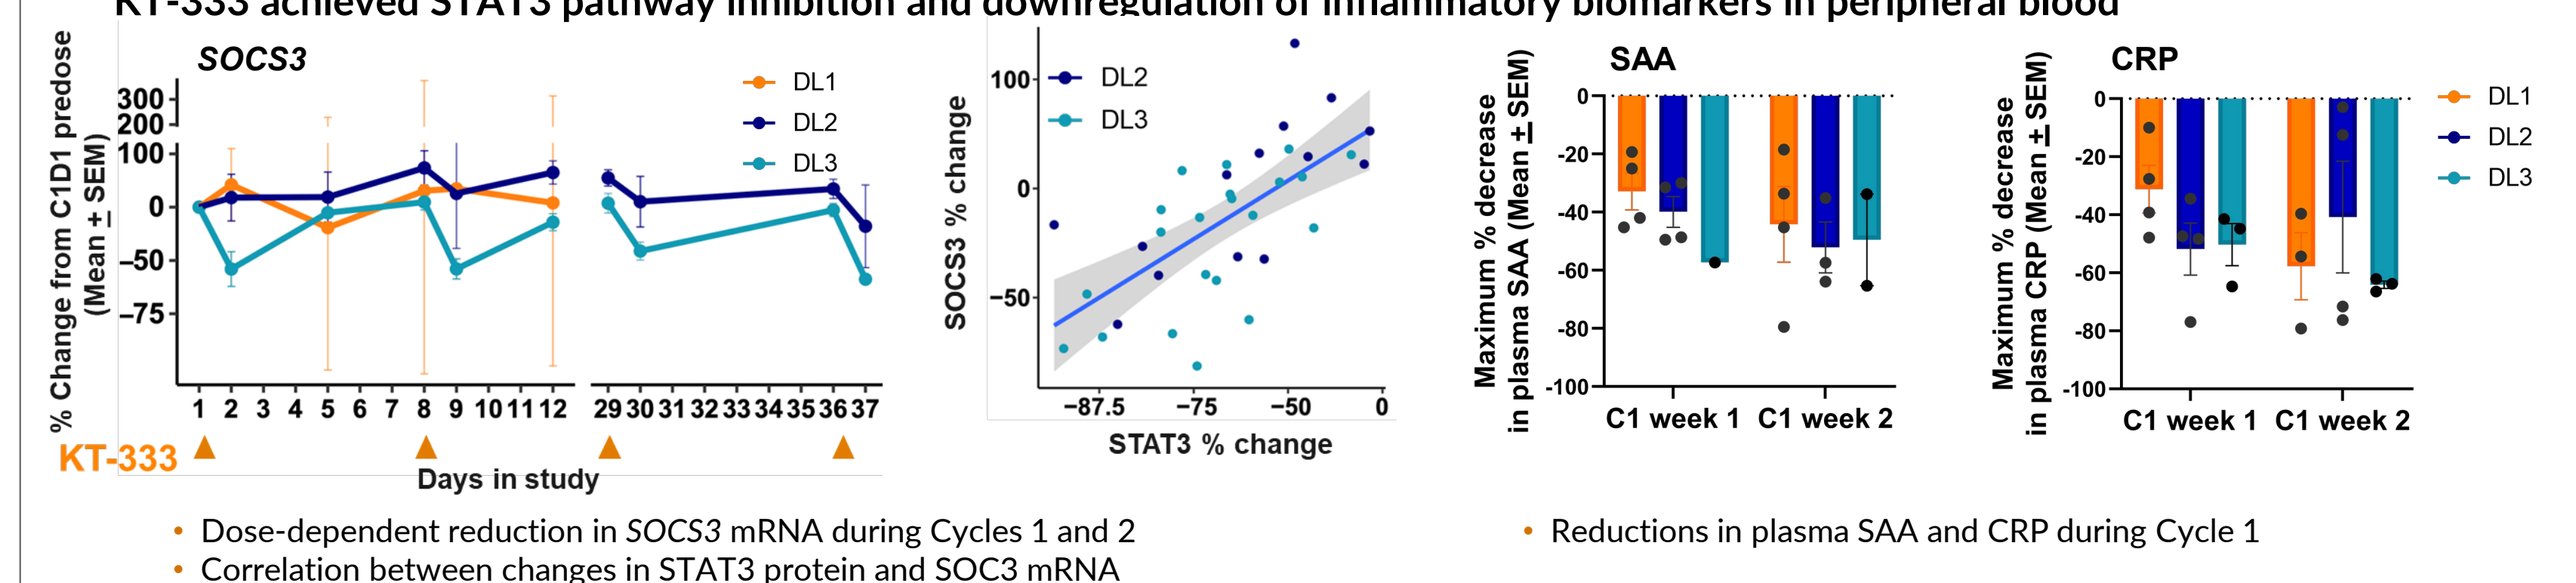 KT-333 achieved STAT3 pathway inhibition and downregulation of inflammatory biomarkers in peripheral blood
SOCS3
% Change from C1D1 predose
(Mean ± SEM)
300
200
100
0
−50
−75
DL1
DL2
DL3
1 2 3 4 5 6 7 8 9 10 11 12 29 30 31 32 33 34 35 36 37
KT-333
Days in study
SOCS3 % change
100
0
−50
DL2
DL3
−87.5 −75 −50 0
STAT3 % change
SAA
Maximum % decrease
in plasma SAA (Mean ± SEM)
0
-20
-40
-60
-80
-100
C1 week 1 C1 week 2
CRP
Maximum % decrease
in plasma CRP (Mean ± SEM)
0
-20
-40
-60
-80
-100
C1 week 1 C1 week 2
DL1
DL2
DL3
• Dose-dependent reduction in SOCS3 mRNA during Cycles 1 and 2
• Correlation between changes in STAT3 protein and SOC3 mRNA
• Reductions in plasma SAA and CRP during Cycle 1